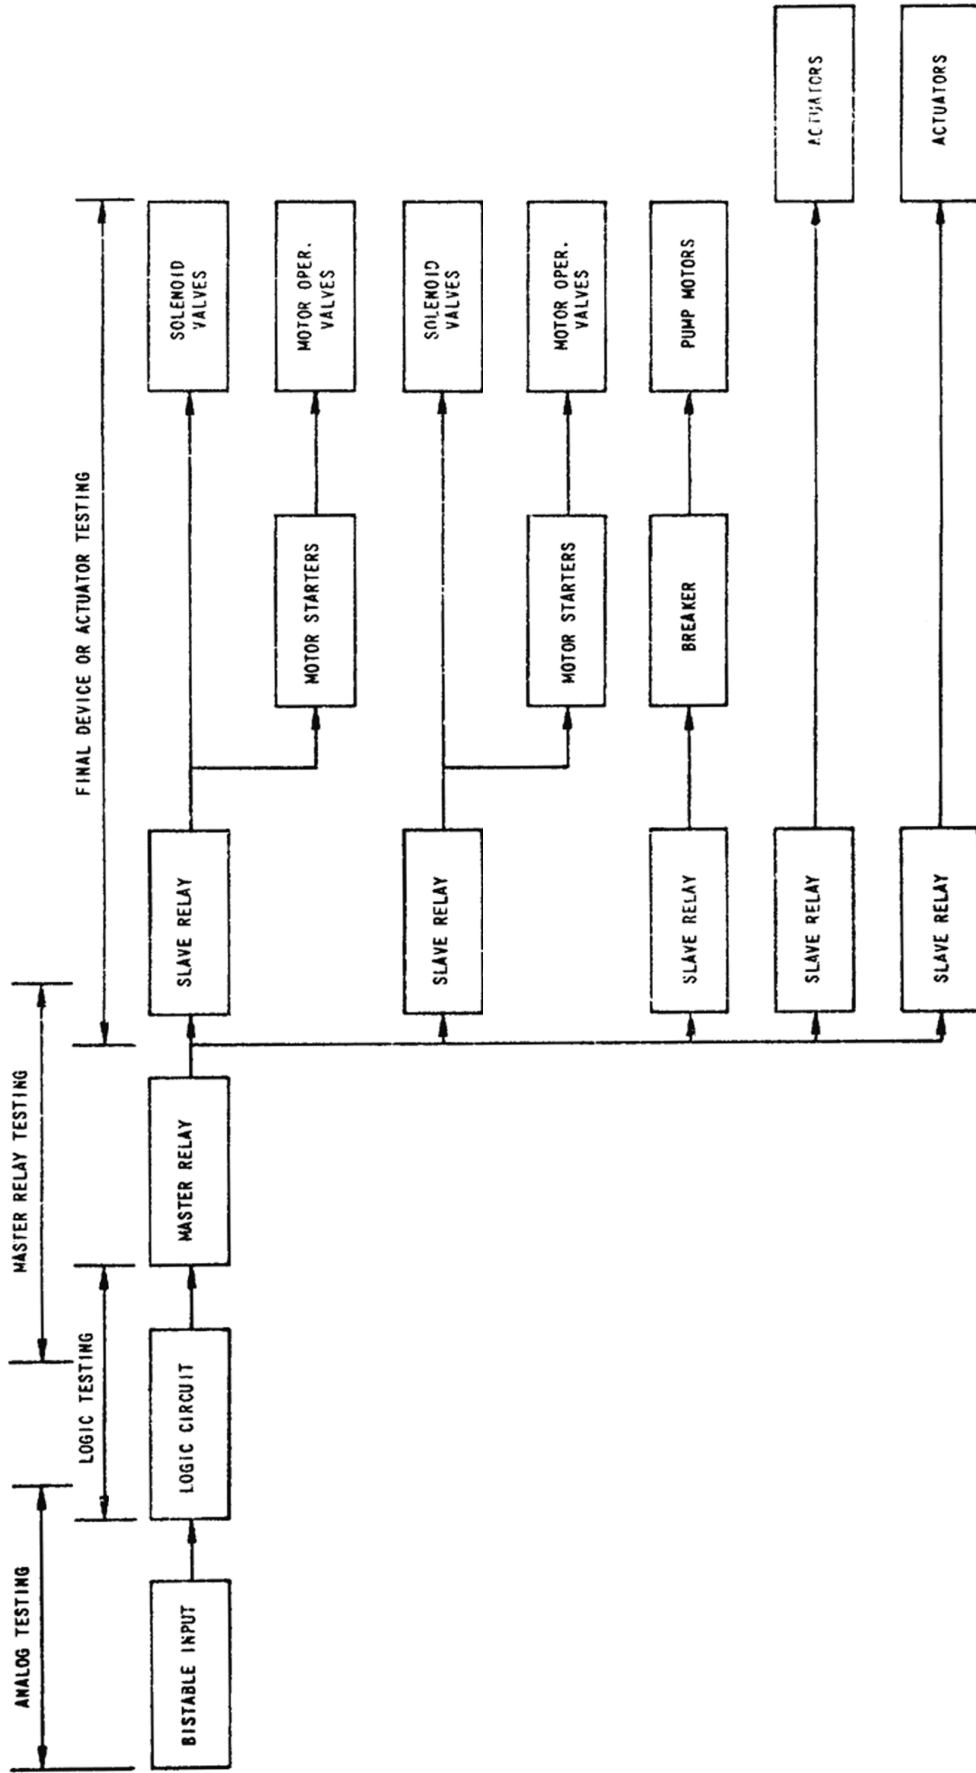 ANALOG TESTING
MASTER RELAY TESTING
LOGIC TESTING
FINAL DEVICE OR ACTUATOR TESTING
BISTABLE INPUT
LOGIC CIRCUIT
MASTER RELAY
SLAVE RELAY
SOLENOID
VALVES
MOTOR STARTERS
MOTOR OPER.
VALVES
SLAVE RELAY
SOLENOID
VALVES
MOTOR STARTERS
MOTOR OPER.
VALVES
SLAVE RELAY
BREAKER
PUMP MOTORS
SLAVE RELAY
ACTUATORS
SLAVE RELAY
ACTUATORS